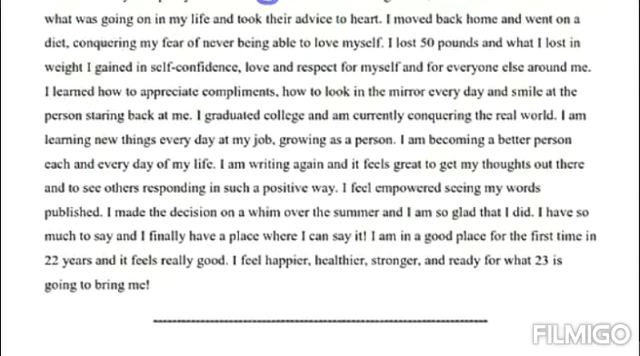 what was going on in my life and took their advice to heart. I moved back home and went on a
diet, conquering my fear of never being able to love myself. I lost 50 pounds and what I lost in
weight I gained in self-confidence, love and respect for myself and for everyone else around me.
I learned how to appreciate compliments, how to look in the mirror every day and smile at the
person staring back at me. I graduated college and am currently conquering the real world. I am
learning new things every day at my job, growing as a person. I am becoming a better person
each and every day of my life. I am writing again and it feels great to get my thoughts out there
and to see others responding in such a positive way. I feel empowered seeing my words
published. I made the decision on a whim over the summer and I am so glad that I did. I have so
much to say and I finally have a place where I can say it! I am in a good place for the first time in
22 years and it feels really good. I feel happier, healthier, stronger, and ready for what 23 is
going to bring me!
FILMIGO